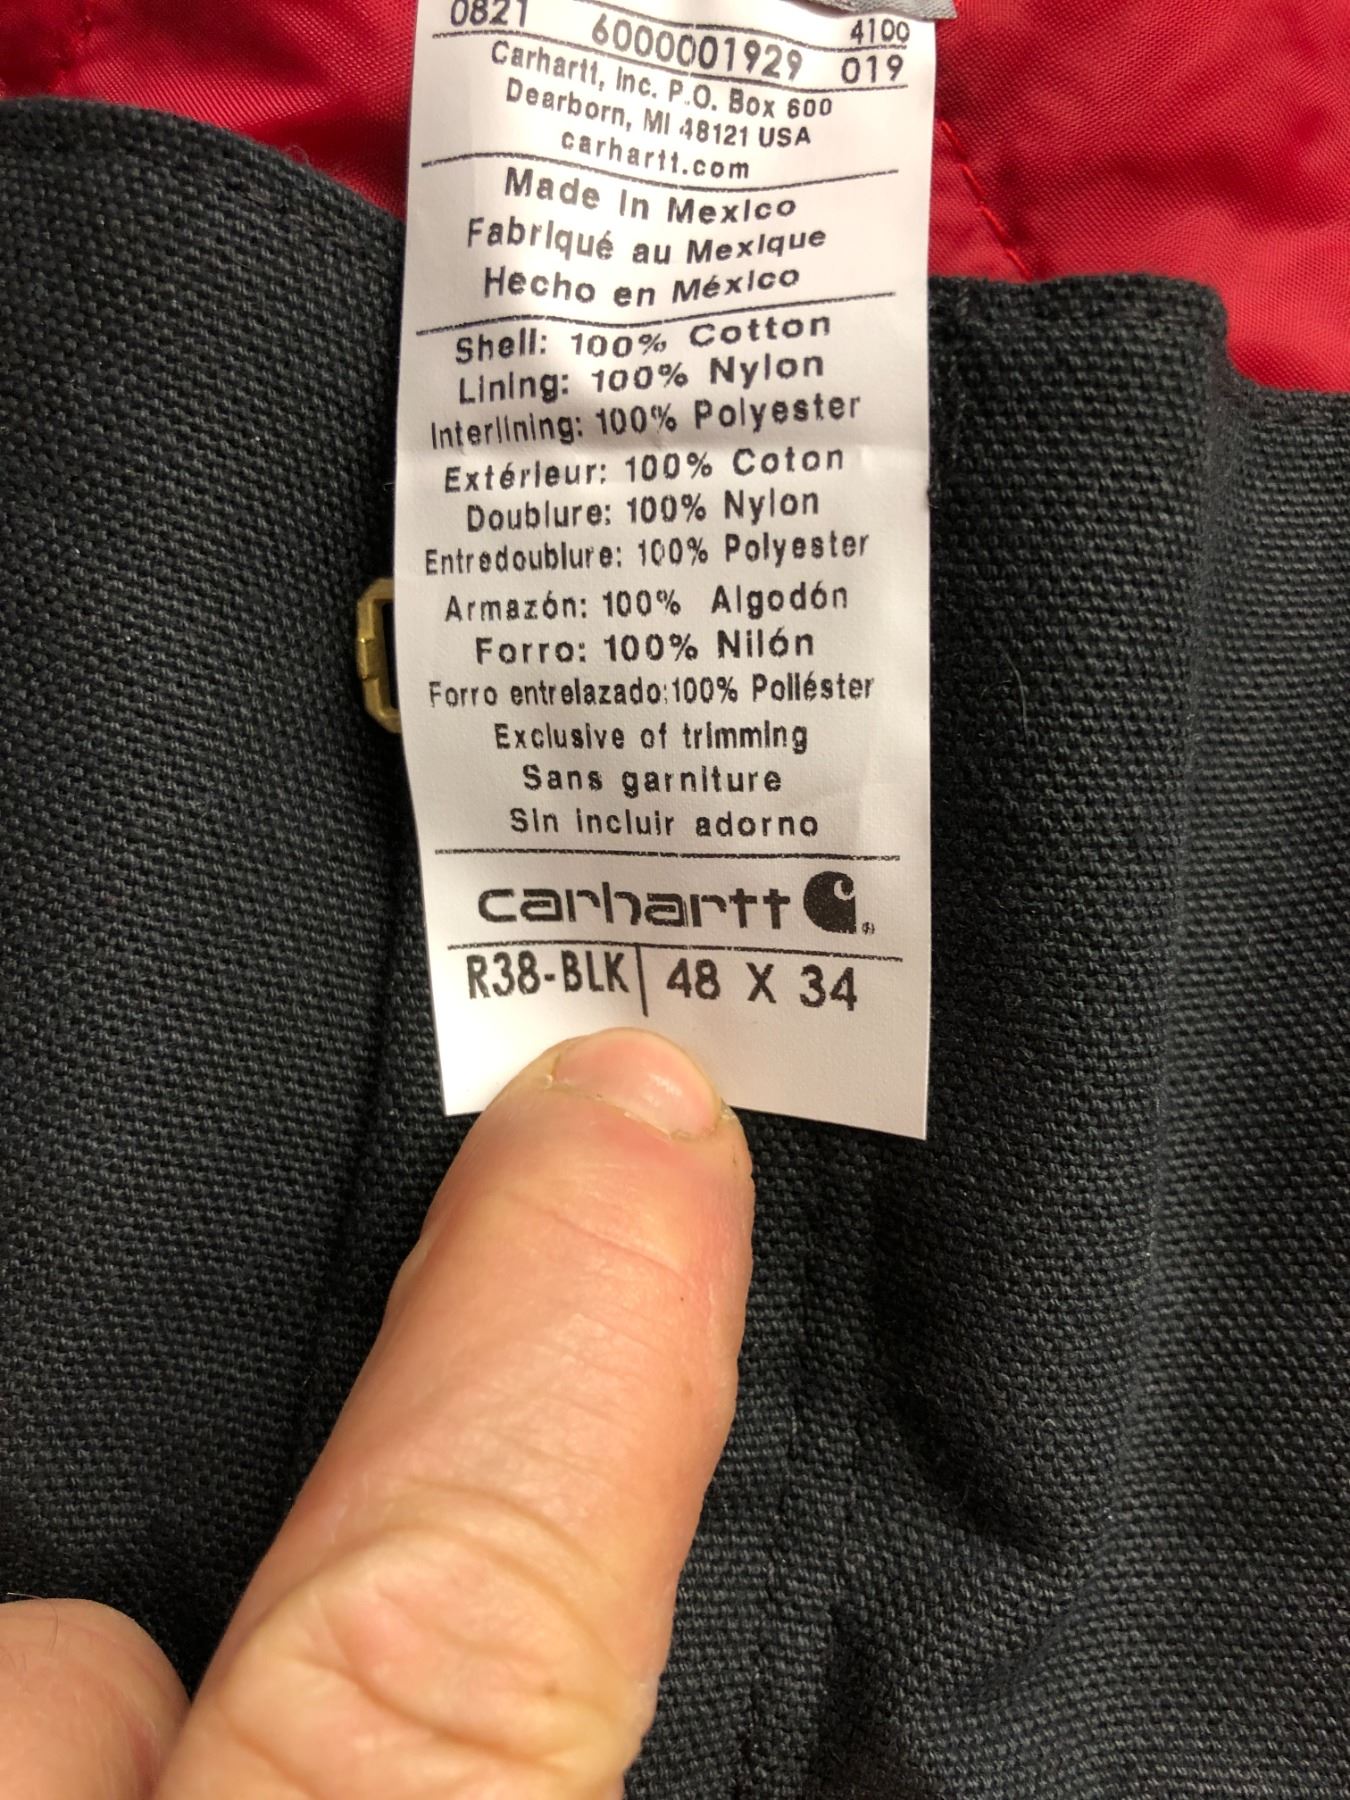 0821 6000001929 4100
019
Carhartt, Inc. P.O. Box 600
Dearborn, MI 48121 USA
carhartt.com
Made in Mexico
Fabriqué au Mexique
Hecho en México
Shell: 100% Cotton
Lining: 100% Nylon
Interlining: 100% Polyester
Extérieur: 100% Coton
Doublure: 100% Nylon
Entredoublure: 100% Polyester
Armazón: 100% Algodón
Forro: 100% Nilón
Forro entrelazado:100% Poliéster
Exclusive of trimming
Sans garniture
Sin incluir adorno
carhartt ®
R38-BLK 48 X 34